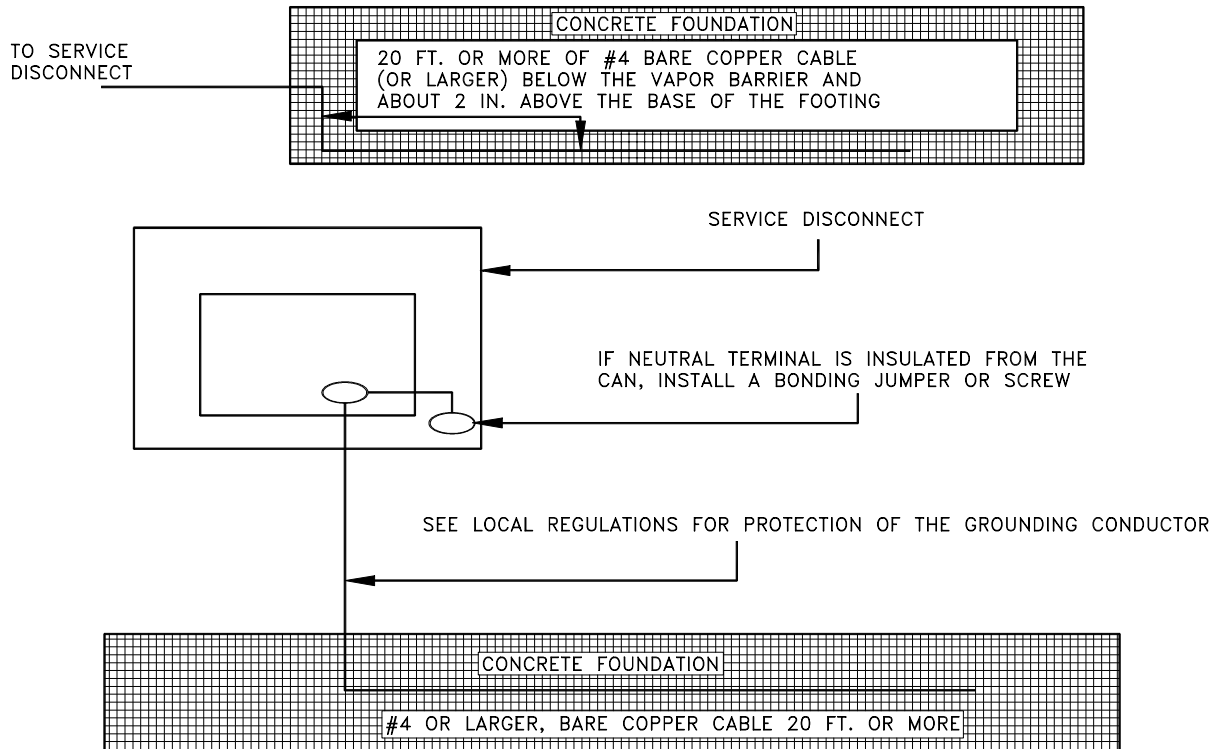 CONCRETE FOUNDATION
TO SERVICE
DISCONNECT
20 FT. OR MORE OF #4 BARE COPPER CABLE
(OR LARGER) BELOW THE VAPOR BARRIER AND
ABOUT 2 IN. ABOVE THE BASE OF THE FOOTING
SERVICE DISCONNECT
IF NEUTRAL TERMINAL IS INSULATED FROM THE
CAN, INSTALL A BONDING JUMPER OR SCREW
SEE LOCAL REGULATIONS FOR PROTECTION OF THE GROUNDING CONDUCTOR
CONCRETE FOUNDATION
#4 OR LARGER, BARE COPPER CABLE 20 FT. OR MORE